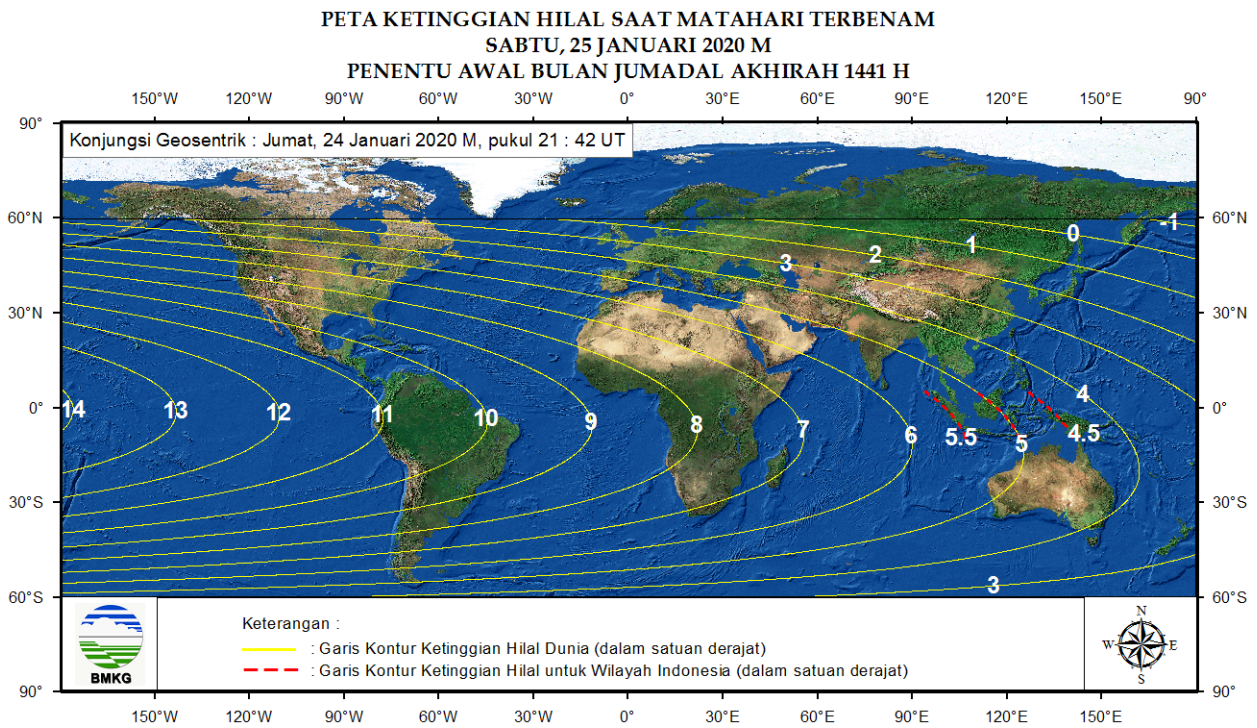 PETA KETINGGIAN HILAL SAAT MATAHARI TERBENAM
SABTU, 25 JANUARI 2020 M
PENENTU AWAL BULAN JUMADAL AKHIRAH 1441 H
150°W 120°W 90°W 60°W 30°W 0° 30°E 60°E 90°E 120°E 150°E 90°
90°
Konjungsi Geosentrik : Jumat, 24 Januari 2020 M, pukul 21 : 42 UT
60°N 60°N
-1
0
1
2
3
30°N 30°N
4
0° 0°
14 13 12 11 10 9 8 7 6 5.5 5 4.5
30°S 30°S
3
60°S 60°S
BMKG
Keterangan :
: Garis Kontur Ketinggian Hilal Dunia (dalam satuan derajat)
: Garis Kontur Ketinggian Hilal untuk Wilayah Indonesia (dalam satuan derajat)
N
W E
S
90° 90°
150°W 120°W 90°W 60°W 30°W 0° 30°E 60°E 90°E 120°E 150°E